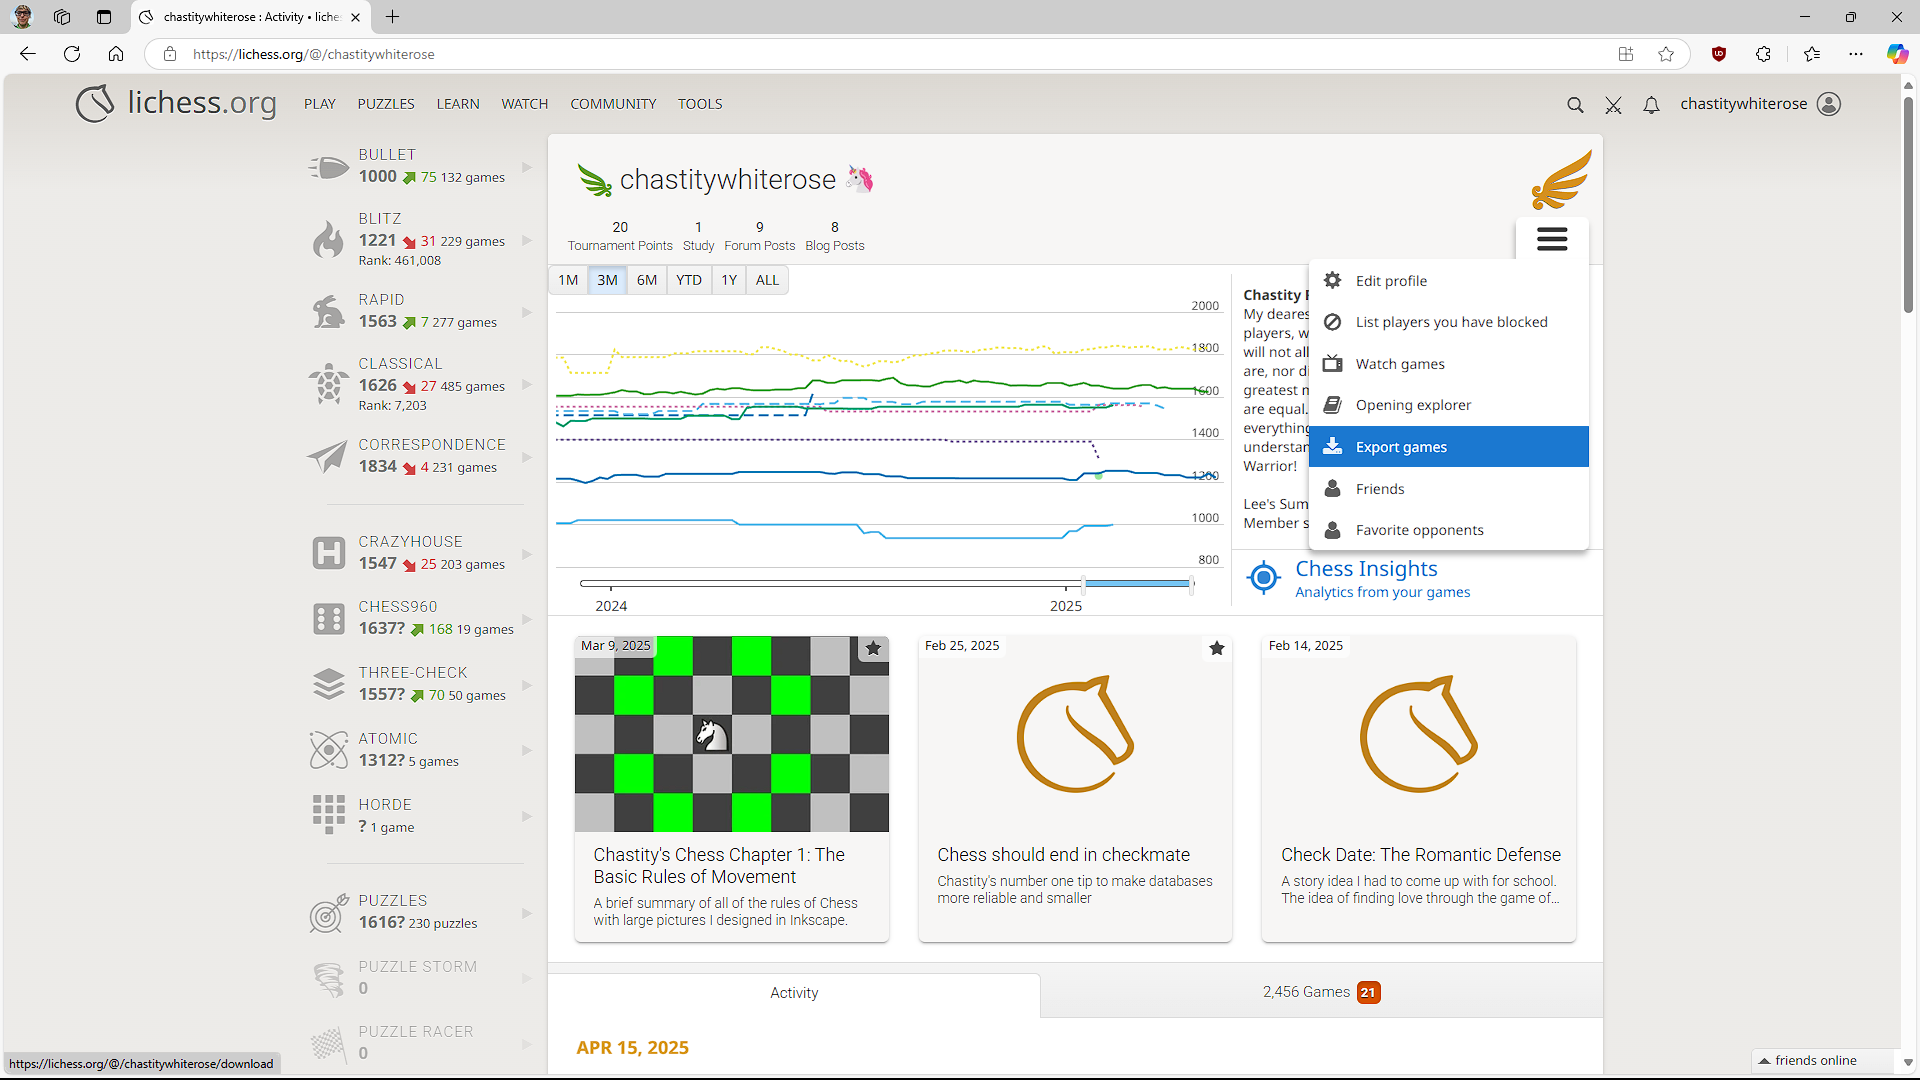 chastitywhiterose : Activity • liche
https://lichess.org/@/chastitywhiterose
lichess.org
PLAY PUZZLES LEARN WATCH COMMUNITY TOOLS
chastitywhiterose
BULLET
1000 75 132 games
BLITZ
1221 31 229 games
Rank: 461,008
RAPID
1563 7 277 games
CLASSICAL
1626 27 485 games
Rank: 7,203
CORRESPONDENCE
1834 4 231 games
CRAZYHOUSE
1547 25 203 games
CHESS960
1637? 168 19 games
THREE-CHECK
1557? 70 50 games
ATOMIC
1312? 5 games
HORDE
? 1 game
PUZZLES
1616? 230 puzzles
PUZZLE STORM
0
PUZZLE RACER
0
chastitywhiterose
20 1 9 8
Tournament Points Study Forum Posts Blog Posts
1M 3M 6M YTD 1Y ALL
2000
1800
1600
1400
1200
1000
800
2024 2025
Chastity
My deares
players, w
will not all
are, nor di
greatest
are equal.
everything
understan
Warrior!
Lee's Sum
Member s
Edit profile
List players you have blocked
Watch games
Opening explorer
Export games
Friends
Favorite opponents
Chess Insights
Analytics from your games
Mar 9, 2025
Chastity's Chess Chapter 1: The
Basic Rules of Movement
A brief summary of all of the rules of Chess
with large pictures I designed in Inkscape.
Feb 25, 2025
Chess should end in checkmate
Chastity's number one tip to make databases
more reliable and smaller
Feb 14, 2025
Check Date: The Romantic Defense
A story idea I had to come up with for school.
The idea of finding love through the game of...
Activity
2,456 Games 21
APR 15, 2025
https://lichess.org/@/chastitywhiterose/download
friends online